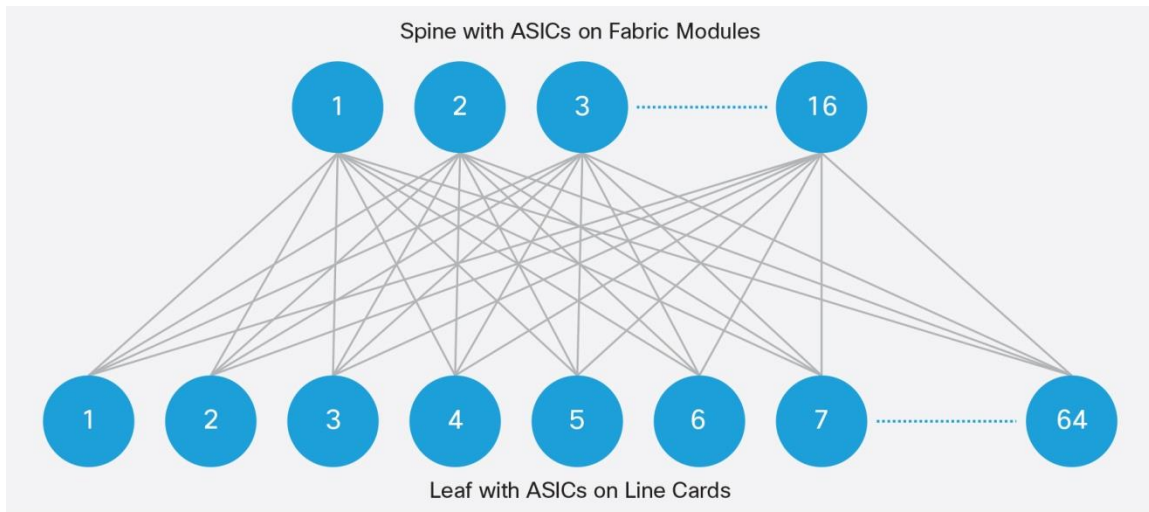 Spine with ASICs on Fabric Modules
1 2 3 16
1 2 3 4 5 6 7 64
Leaf with ASICs on Line Cards